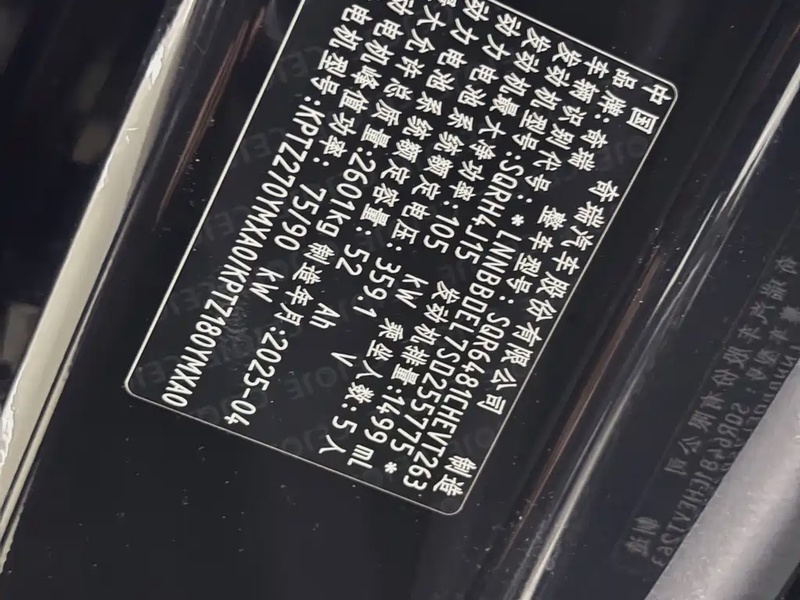 中国 奇瑞汽车股份有限公司 制造
品牌:奇瑞 整车型号:SQR6481CHEVT263
车辆识别代号:* LNNBBDEL7SD255775 *
发动机型号:SQRH4J15 发动机排量:1499 mL
发动机最大净功率:105 kW 乘坐人数:5 人
动力电池系统额定电压:359.1 V
动力电池系统额定容量:52 Ah
最大允许总质量:2601kg 制造年月:2025-04
电机峰值功率:75/90 kW
电机型号:KPTZ270YMXA0/KPTZ180YMXA0